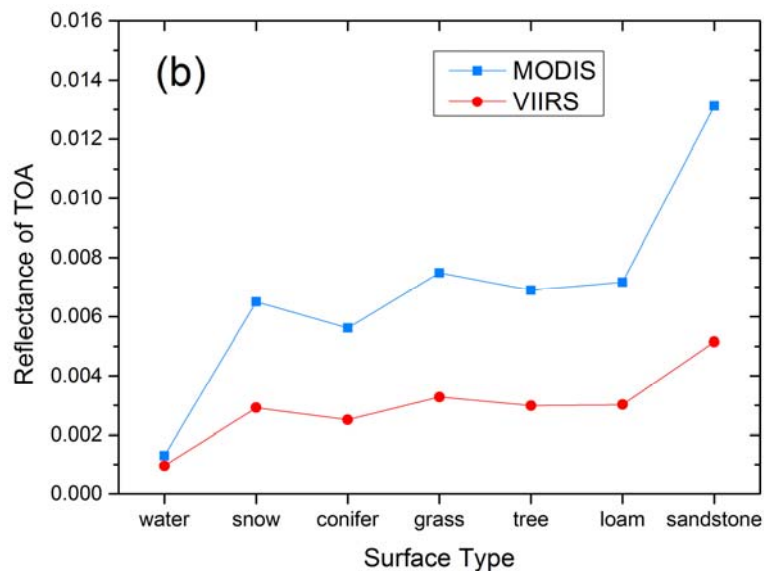 (b)
MODIS
VIIRS
0.016
0.014
0.012
0.010
0.008
0.006
0.004
0.002
0.000
Reflectance of TOA
water snow conifer grass tree loam sandstone
Surface Type